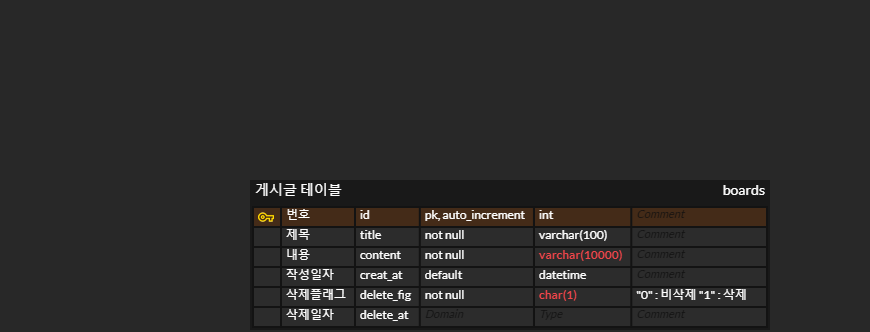 게시글 테이블 boards
번호 id pk, auto_increment int Comment
제목 title not null varchar(100) Comment
내용 content not null varchar(10000) Comment
작성일자 creat_at default datetime Comment
삭제플래그 delete_fig not null char(1) "0" : 비삭제 "1" : 삭제
삭제일자 delete_at Domain Type Comment